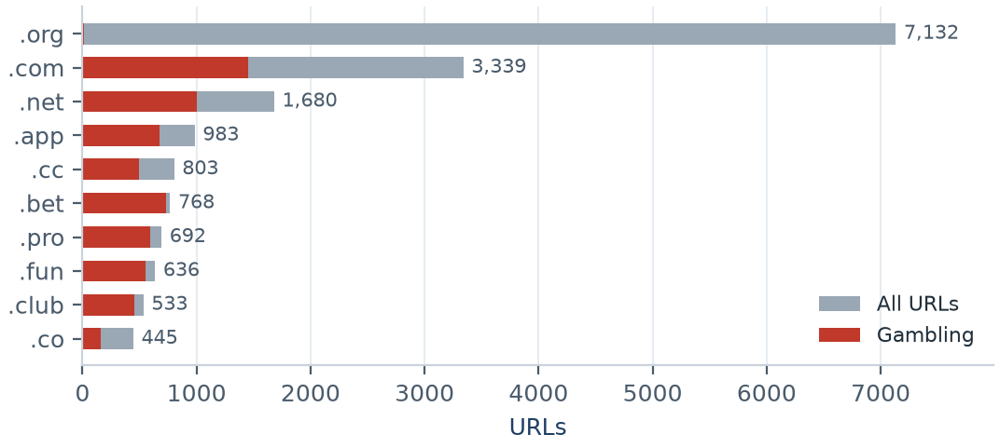 .org 7,132
.com 3,339
.net 1,680
.app 983
.cc 803
.bet 768
.pro 692
.fun 636
.club 533
.co 445
All URLs
Gambling
0 1000 2000 3000 4000 5000 6000 7000
URLs